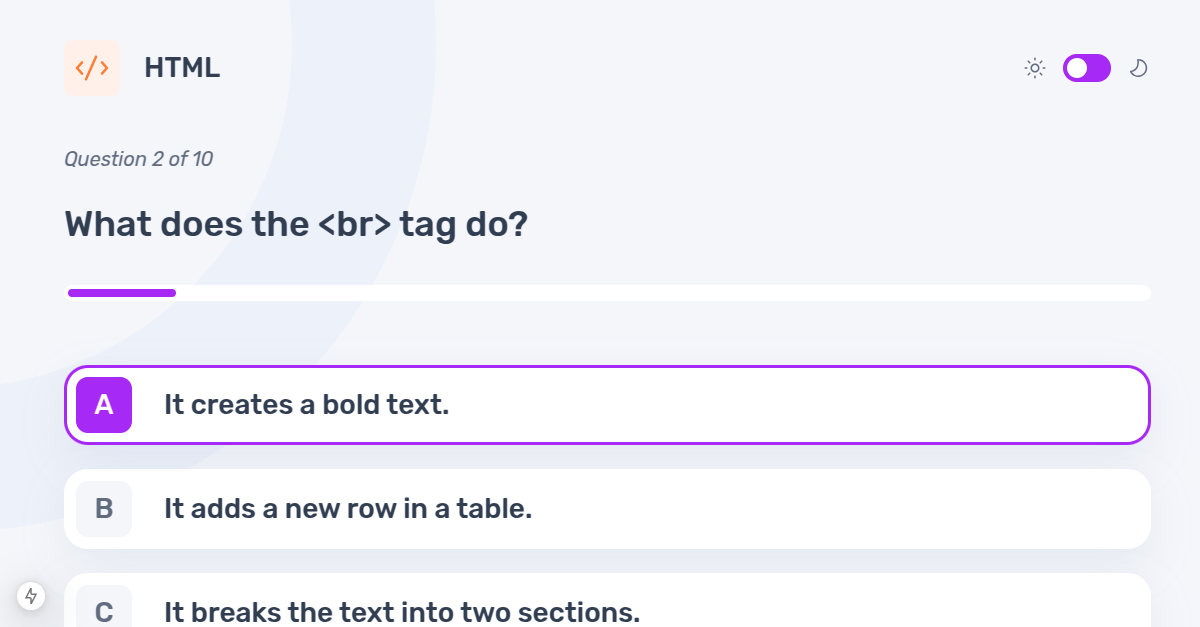 HTML
Question 2 of 10
What does the <br> tag do?
A It creates a bold text.
B It adds a new row in a table.
C It breaks the text into two sections.